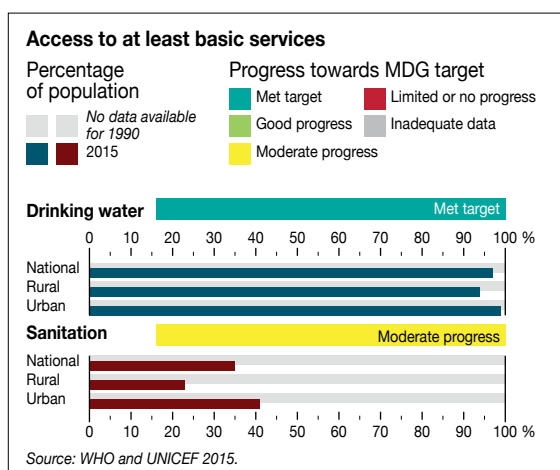 Access to at least basic services
Percentage
of population
No data available
for 1990
2015
Progress towards MDG target
Met target
Limited or no progress
Good progress
Inadequate data
Moderate progress
Drinking water
Met target
0 10 20 30 40 50 60 70 80 90 100 %
National
Rural
Urban
Sanitation
Moderate progress
National
Rural
Urban
0 10 20 30 40 50 60 70 80 90 100 %
Source: WHO and UNICEF 2015.